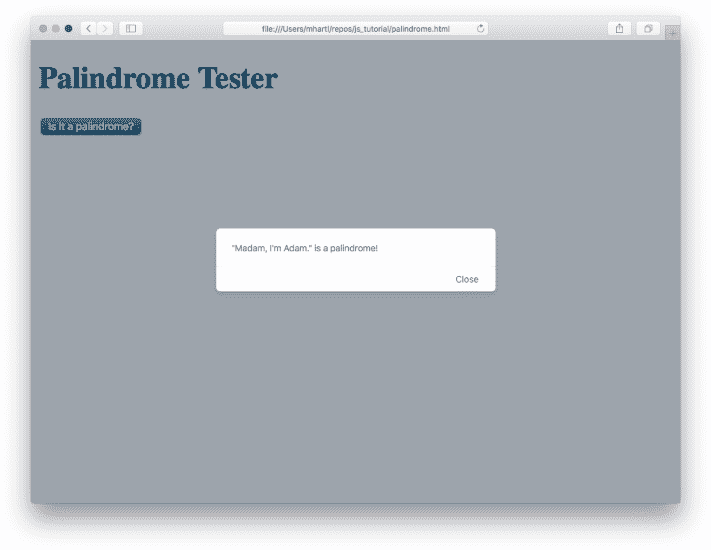 file:///Users/mhartl/repos/js_tutorial/palindrome.html
Palindrome Tester
Is it a palindrome?
"Madam, I'm Adam." is a palindrome!
Close